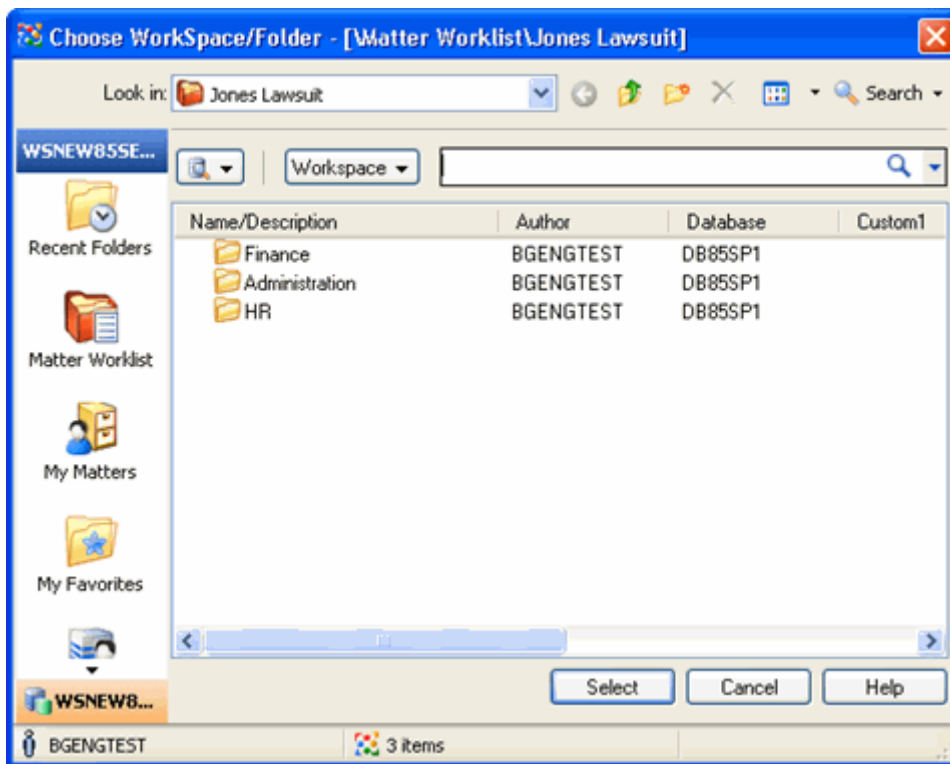 Choose WorkSpace/Folder - [\Matter Worklist\Jones Lawsuit]
Look in: Jones Lawsuit Search
WSNEW85SE...
Workspace
Name/Description Author Database Custom1
Finance BGENGTEST DB85SP1
Administration BGENGTEST DB85SP1
HR BGENGTEST DB85SP1
Recent Folders
Matter Worklist
My Matters
My Favorites
WSNEW8...
Select Cancel Help
BGENGTEST 3 items